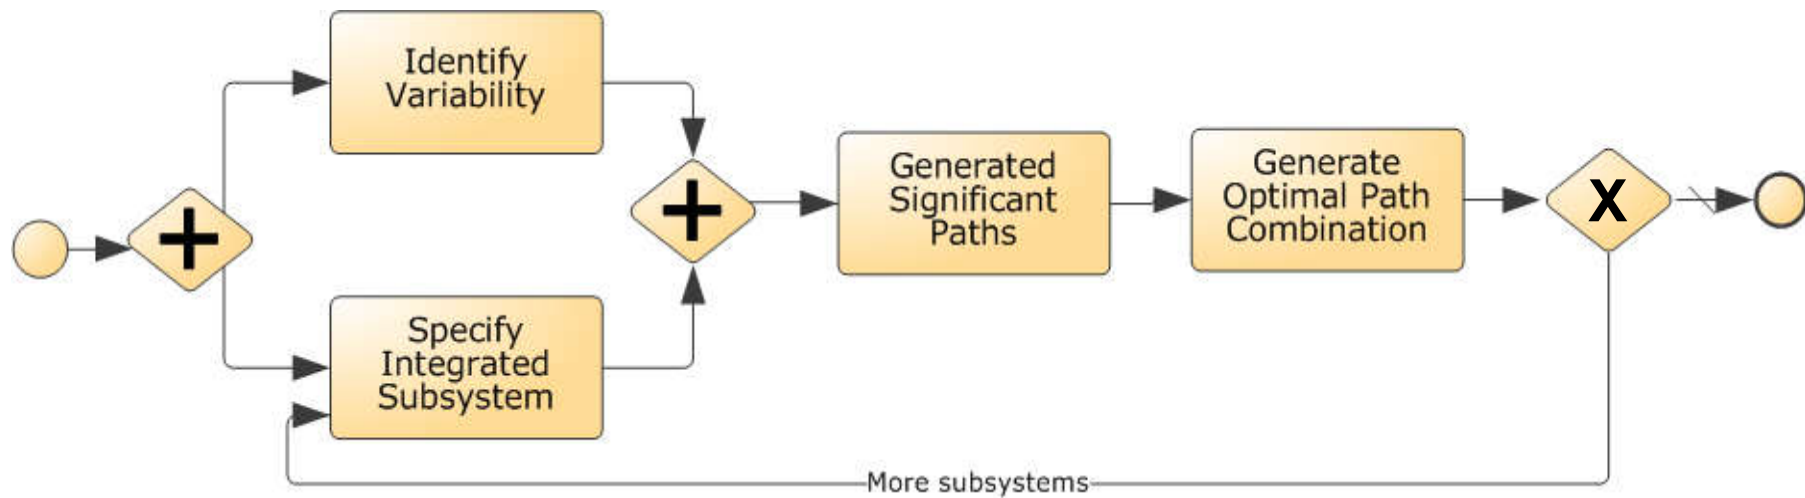 Identify
Variability
Generated
Significant
Paths
Generate
Optimal Path
Combination
X
Specify
Integrated
Subsystem
More subsystems